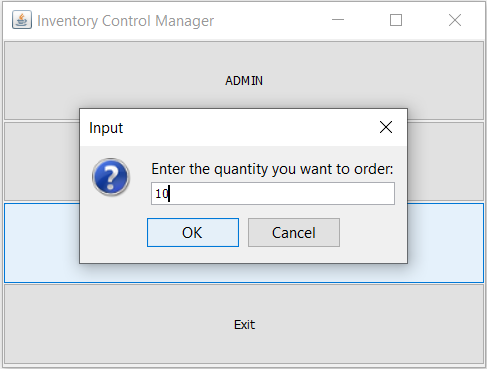 Inventory Control Manager
ADMIN
Input
Enter the quantity you want to order:
10
OK
Cancel
Exit